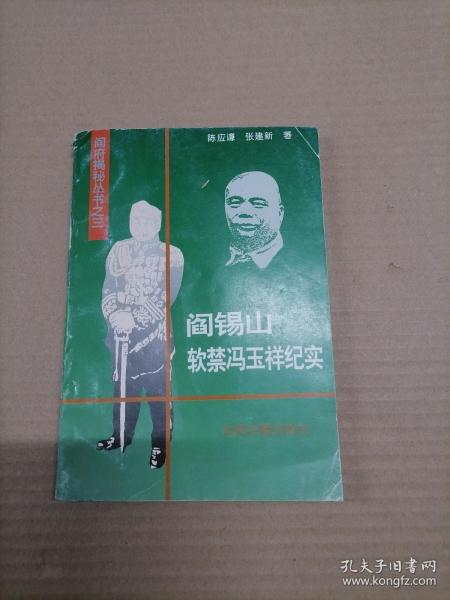 阎府揭秘丛书之三
陈应谦 张建新 著
阎锡山
软禁冯玉祥纪实
孔夫子旧书网
www.kongfz.com